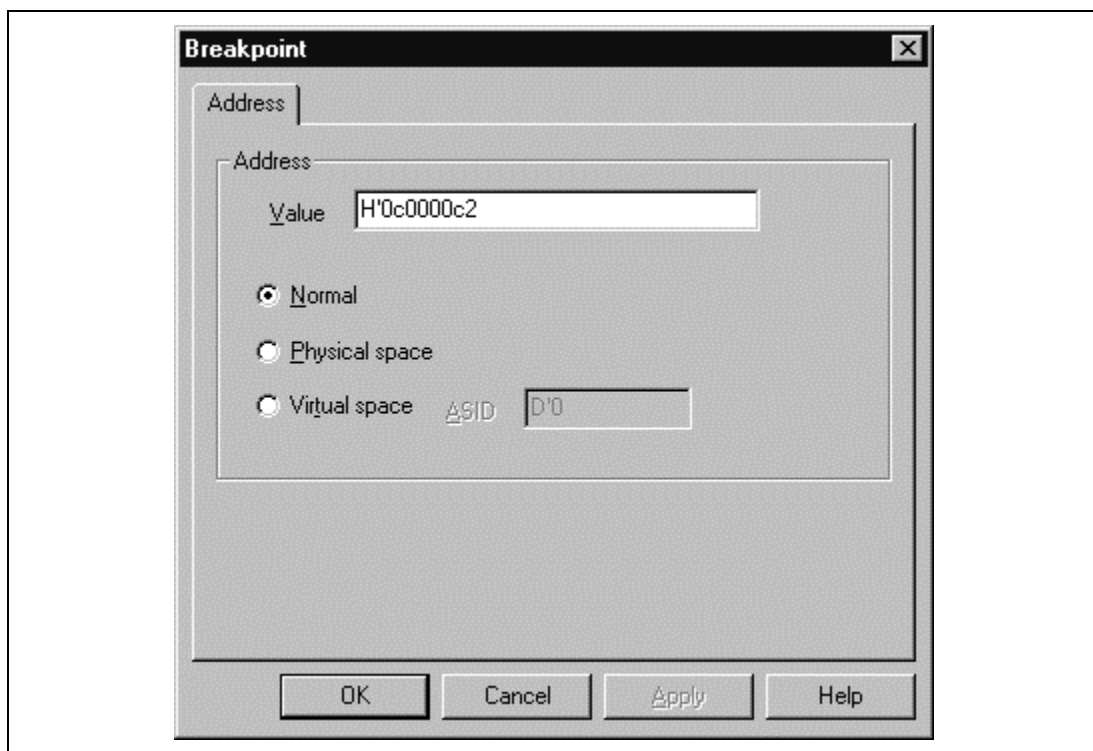 Breakpoint
Address
Address
Value H'0c0000c2
Normal
Physical space
Virtual space ASID D'0
OK Cancel Apply Help